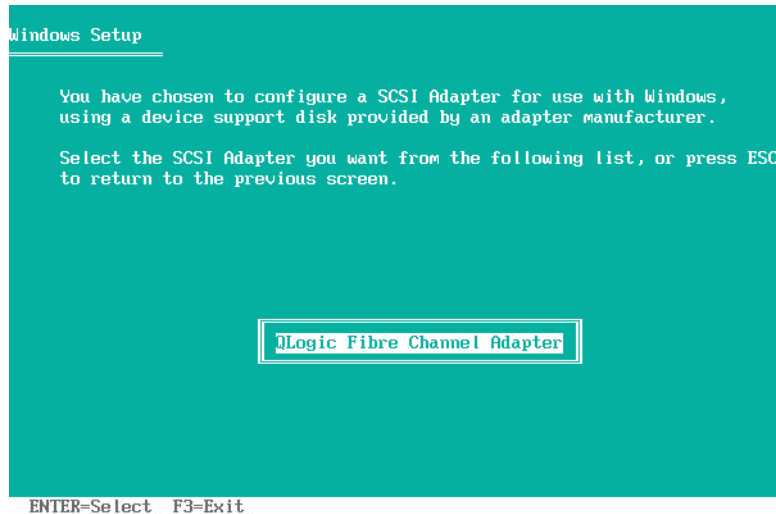 Windows Setup
You have chosen to configure a SCSI Adapter for use with Windows,
using a device support disk provided by an adapter manufacturer.
Select the SCSI Adapter you want from the following list, or press ESC
to return to the previous screen.
QLogic Fibre Channel Adapter
ENTER=Select F3=Exit